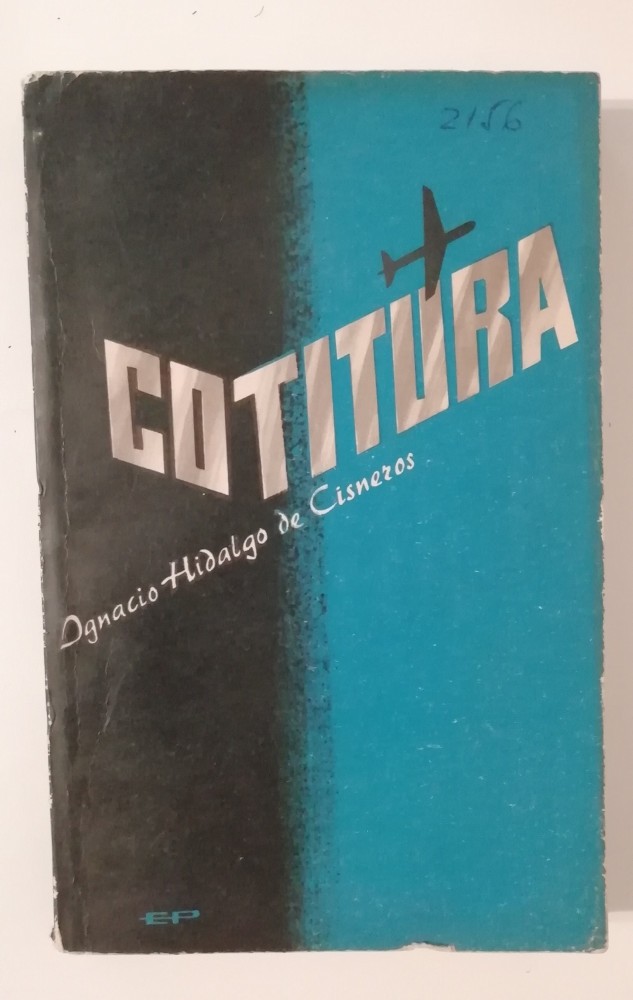 2156
COTITURA
Ignacio Hidalgo de Cisneros
EP